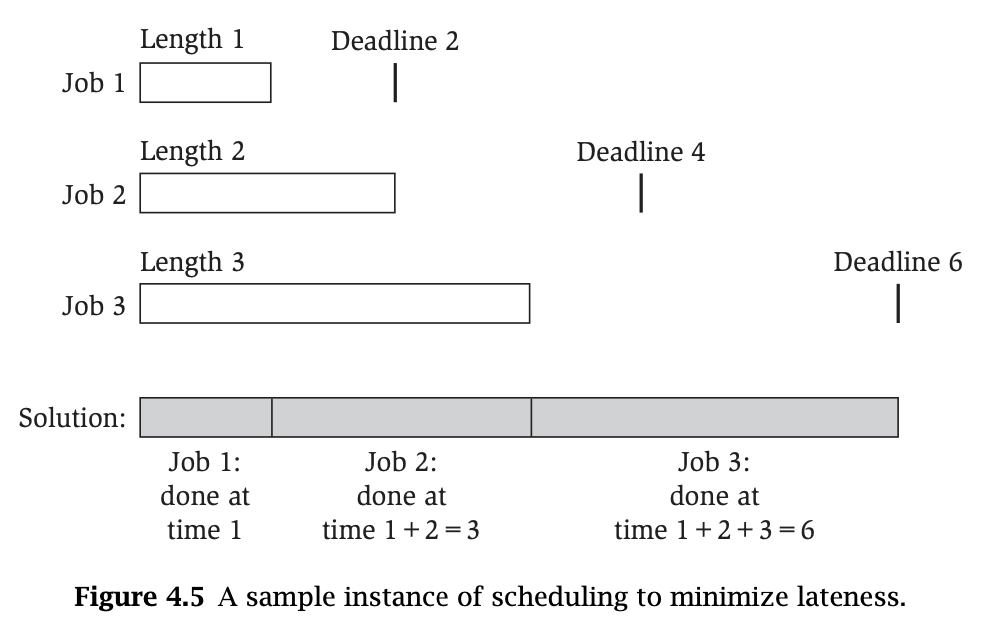 Length 1
Deadline 2
Job 1
Length 2
Deadline 4
Job 2
Length 3
Deadline 6
Job 3
Solution:
Job 1:
done at
time 1
Job 2:
done at
time 1 + 2 = 3
Job 3:
done at
time 1 + 2 + 3 = 6
Figure 4.5 A sample instance of scheduling to minimize lateness.